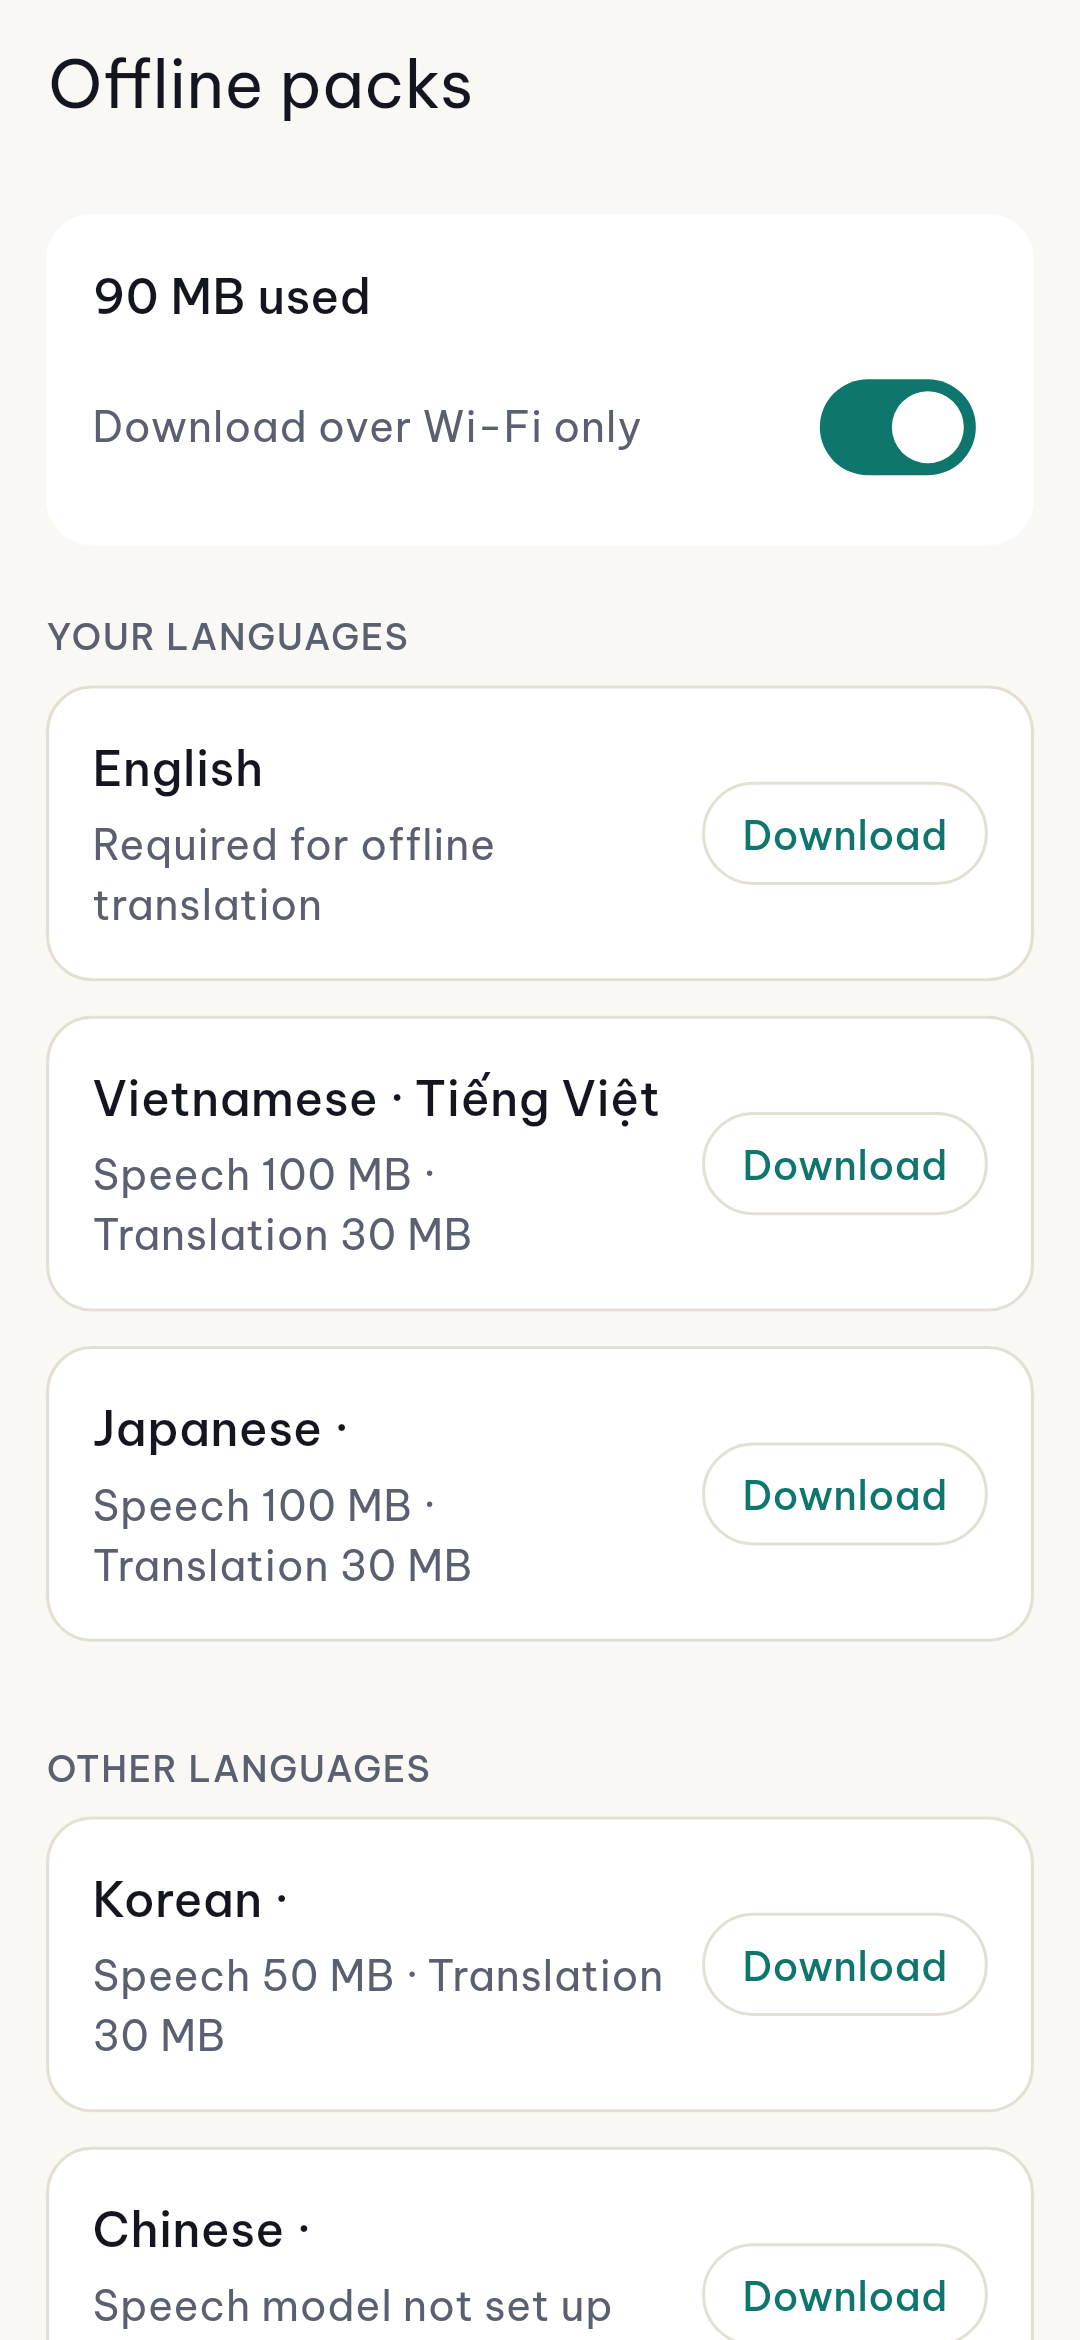 Offline packs
90 MB used
Download over Wi-Fi only
YOUR LANGUAGES
English
Required for offline
translation
Download
Vietnamese · Tiếng Việt
Speech 100 MB ·
Translation 30 MB
Download
Japanese ·
Speech 100 MB ·
Translation 30 MB
Download
OTHER LANGUAGES
Korean ·
Speech 50 MB · Translation
30 MB
Download
Chinese ·
Speech model not set up
Download